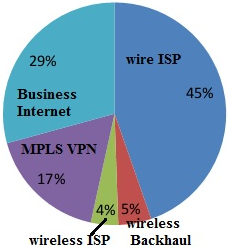 29%
wire ISP
Business
Internet
45%
MPLS VPN
17%
4%
5%
wireless
wireless ISP
Backhaul